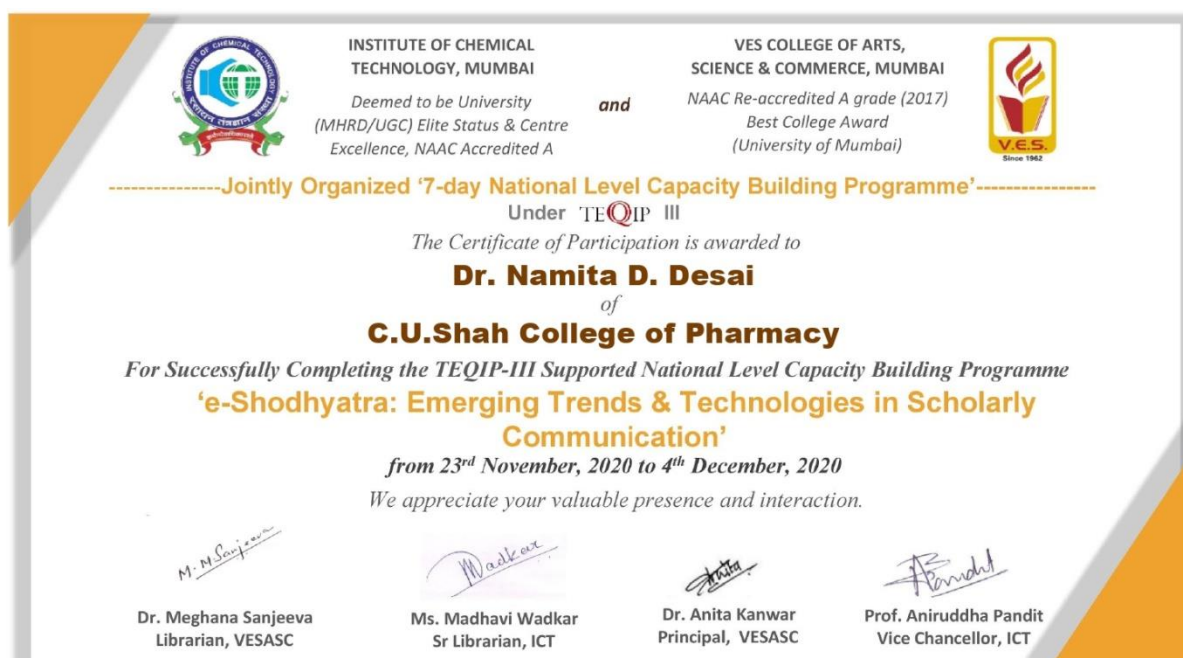 INSTITUTE OF CHEMICAL
TECHNOLOGY, MUMBAI
Deemed to be University
(MHRD/UGC) Elite Status & Centre
Excellence, NAAC Accredited A
and
VES COLLEGE OF ARTS,
SCIENCE & COMMERCE, MUMBAI
NAAC Re-accredited A grade (2017)
Best College Award
(University of Mumbai)
INSTITUTE OF CHEMICAL TECHNOLOGY
V.E.S.
Since 1962
---------------Jointly Organized ‘7-day National Level Capacity Building Programme’----------------
Under TEQIP III
The Certificate of Participation is awarded to
Dr. Namita D. Desai
of
C.U.Shah College of Pharmacy
For Successfully Completing the TEQIP-III Supported National Level Capacity Building Programme
‘e-Shodhyatra: Emerging Trends & Technologies in Scholarly
Communication’
from 23rd November, 2020 to 4th December, 2020
We appreciate your valuable presence and interaction.
M.M Sanjeeva
MWadkar
Anita
Dr. Meghana Sanjeeva
Librarian, VESASC
Ms. Madhavi Wadkar
Sr Librarian, ICT
Dr. Anita Kanwar
Principal, VESASC
Prof. Aniruddha Pandit
Vice Chancellor, ICT